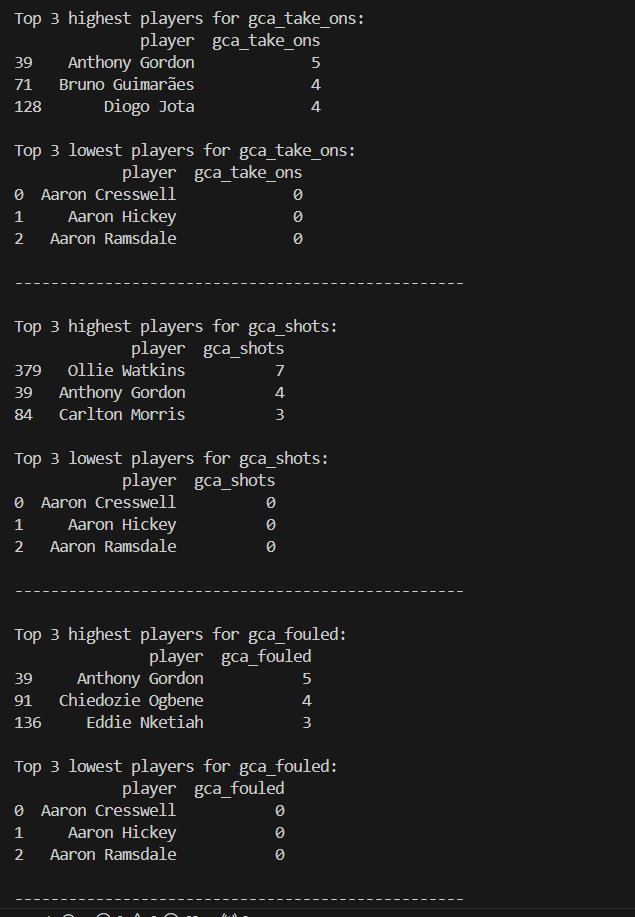 Top 3 highest players for gca_take_ons:
player gca_take_ons
39 Anthony Gordon 5
71 Bruno Guimarães 4
128 Diogo Jota 4
Top 3 lowest players for gca_take_ons:
player gca_take_ons
0 Aaron Cresswell 0
1 Aaron Hickey 0
2 Aaron Ramsdale 0
--------------------------------------------------
Top 3 highest players for gca_shots:
player gca_shots
379 Ollie Watkins 7
39 Anthony Gordon 4
84 Carlton Morris 3
Top 3 lowest players for gca_shots:
player gca_shots
0 Aaron Cresswell 0
1 Aaron Hickey 0
2 Aaron Ramsdale 0
--------------------------------------------------
Top 3 highest players for gca_fouled:
player gca_fouled
39 Anthony Gordon 5
91 Chiedozie Ogbene 4
136 Eddie Nketiah 3
Top 3 lowest players for gca_fouled:
player gca_fouled
0 Aaron Cresswell 0
1 Aaron Hickey 0
2 Aaron Ramsdale 0
--------------------------------------------------